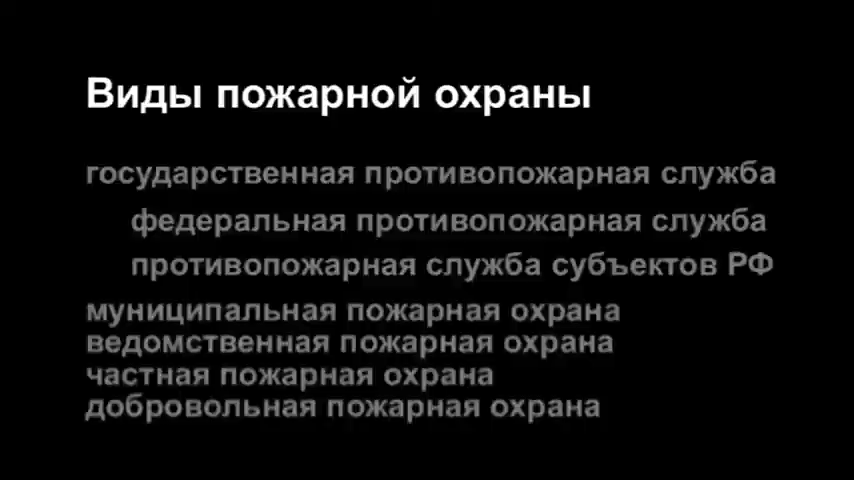 Виды пожарной охраны
государственная противопожарная служба
федеральная противопожарная служба
противопожарная служба субъектов РФ
муниципальная пожарная охрана
ведомственная пожарная охрана
частная пожарная охрана
добровольная пожарная охрана